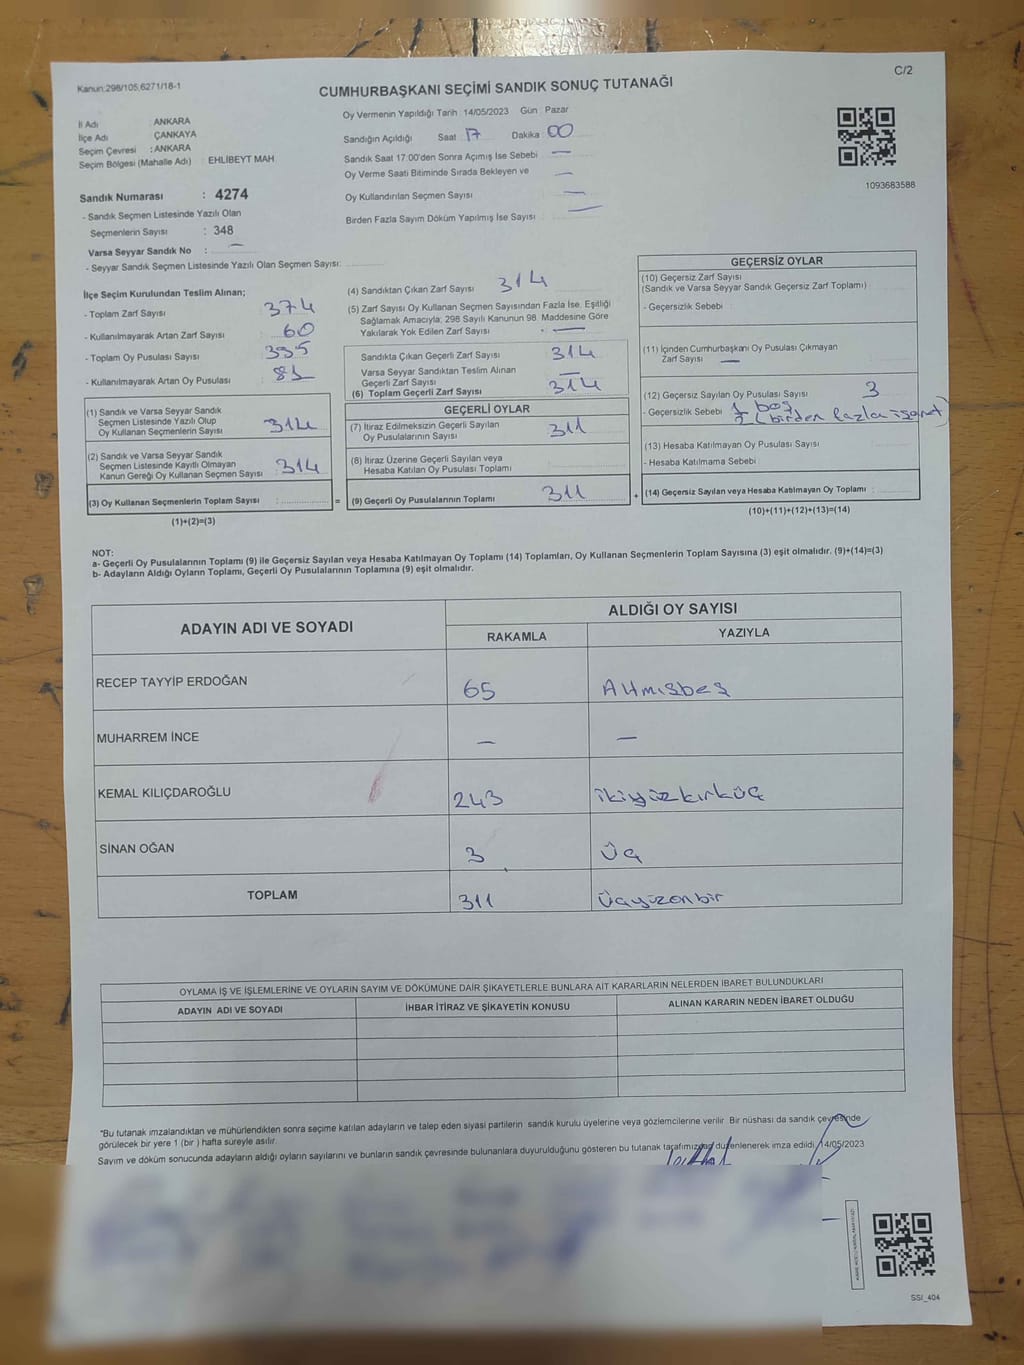 Kanun:298/105,6271/18-1
C/2
CUMHURBAŞKANI SEÇİMİ SANDIK SONUÇ TUTANAĞI
İl Adı ANKARA
İlçe Adı ÇANKAYA
Seçim Çevresi : ANKARA
Seçim Bölgesi (Mahalle Adı) : EHLİBEYT MAH.
Sandık Numarası : 4274
- Sandık Seçmen Listesinde Yazılı Olan
Seçmenlerin Sayısı : 348
Varsa Seyyar Sandık No : —
- Seyyar Sandık Seçmen Listesinde Yazılı Olan Seçmen Sayısı:
Oy Vermenin Yapıldığı Tarih 14/05/2023 Gün Pazar
Sandığın Açıldığı Saat 17 Dakika 00
Sandık Saat 17:00'den Sonra Açımış İse Sebebi —
Oy Verme Saati Bitiminde Sırada Bekleyen ve —
Oy Kullandırılan Seçmen Sayısı —
Birden Fazla Sayım Döküm Yapılmış İse Sayısı —
1093683588
İlçe Seçim Kurulundan Teslim Alınan;
- Toplam Zarf Sayısı 374
- Kullanılmayarak Artan Zarf Sayısı 60
- Toplam Oy Pusulası Sayısı 395
- Kullanılmayarak Artan Oy Pusulası 81
(1) Sandık ve Varsa Seyyar Sandık
Seçmen Listesinde Yazılı Olup
Oy Kullanan Seçmenlerin Sayısı 314
(2) Sandık ve Varsa Seyyar Sandık
Seçmen Listesinde Kayıtlı Olmayan
Kanun Gereği Oy Kullanan Seçmen Sayısı : 314
(3) Oy Kullanan Seçmenlerin Toplam Sayısı :
(1)+(2)=(3)
(4) Sandıktan Çıkan Zarf Sayısı 314
(5) Zarf Sayısı Oy Kullanan Seçmen Sayısından Fazla İse, Eşitliği
Sağlamak Amacıyla; 298 Sayılı Kanunun 98. Maddesine Göre
Yakılarak Yok Edilen Zarf Sayısı —
Sandıkta Çıkan Geçerli Zarf Sayısı 314
Varsa Seyyar Sandıktan Teslim Alınan —
Geçerli Zarf Sayısı
(6) Toplam Geçerli Zarf Sayısı 314
GEÇERLİ OYLAR
(7) İtiraz Edilmeksizin Geçerli Sayılan
Oy Pusulalarının Sayısı 311
(8) İtiraz Üzerine Geçerli Sayılan veya
Hesaba Katılan Oy Pusulası Toplamı
= (9) Geçerli Oy Pusulalarının Toplamı 311
GEÇERSİZ OYLAR
(10) Geçersiz Zarf Sayısı
(Sandık ve Varsa Seyyar Sandık Geçersiz Zarf Toplamı)
- Geçersizlik Sebebi
(11) İçinden Cumhurbaşkanı Oy Pusulası Çıkmayan
Zarf Sayısı —
(12) Geçersiz Sayılan Oy Pusulası Sayısı 3
- Geçersizlik Sebebi 1 boş
2 (birden fazla işaret)
(13) Hesaba Katılmayan Oy Pusulası Sayısı
- Hesaba Katılmama Sebebi
+ (14) Geçersiz Sayılan veya Hesaba Katılmayan Oy Toplamı :
(10)+(11)+(12)+(13)=(14)
NOT:
a- Geçerli Oy Pusulalarının Toplamı (9) ile Geçersiz Sayılan veya Hesaba Katılmayan Oy Toplamı (14) Toplamları, Oy Kullanan Seçmenlerin Toplam Sayısına (3) eşit olmalıdır. (9)+(14)=(3)
b- Adayların Aldığı Oyların Toplamı, Geçerli Oy Pusulalarının Toplamına (9) eşit olmalıdır.
ADAYIN ADI VE SOYADI
ALDIĞI OY SAYISI
RAKAMLA YAZIYLA
RECEP TAYYİP ERDOĞAN 65 Altmışbeş
MUHARREM İNCE — —
KEMAL KILIÇDAROĞLU 243 ikiyüzkırküç
SİNAN OĞAN 3 Üç
TOPLAM 311 Üçyüzonbir
OYLAMA İŞ VE İŞLEMLERİNE VE OYLARIN SAYIM VE DÖKÜMÜNE DAİR ŞİKAYETLERLE BUNLARA AİT KARARLARIN NELERDEN İBARET BULUNDUKLARI
ADAYIN ADI VE SOYADI İHBAR İTİRAZ VE ŞİKAYETİN KONUSU ALINAN KARARIN NEDEN İBARET OLDUĞU
*Bu tutanak imzalandıktan ve mühürlendikten sonra seçime katılan adayların ve talep eden siyasi partilerin sandık kurulu üyelerine veya gözlemcilerine verilir. Bir nüshası da sandık çevresinde
görülecek bir yere 1 (bir ) hafta süreyle asılır.
Sayım ve döküm sonucunda adayların aldığı oyların sayılarını ve bunların sandık çevresinde bulunanlara duyurulduğunu gösteren bu tutanak tarafımızdan düzenlenerek imza edildi. 14/05/2023
SSI_404